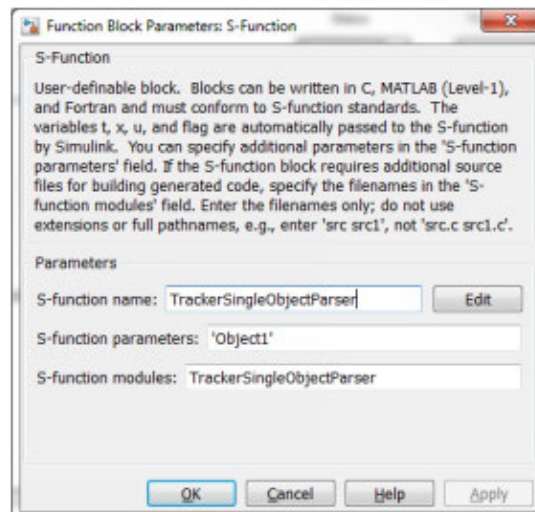 Function Block Parameters: S-Function
S-Function
User-definable block. Blocks can be written in C, MATLAB (Level-1),
and Fortran and must conform to S-function standards. The
variables t, x, u, and flag are automatically passed to the S-function
by Simulink. You can specify additional parameters in the 'S-function
parameters' field. If the S-function block requires additional source
files for building generated code, specify the filenames in the 'S-
function modules' field. Enter the filenames only; do not use
extensions or full pathnames, e.g., enter 'src src1', not 'src.c src1.c'.
Parameters
S-function name: TrackerSingleObjectParser Edit
S-function parameters: 'Object1'
S-function modules: TrackerSingleObjectParser
OK Cancel Help Apply